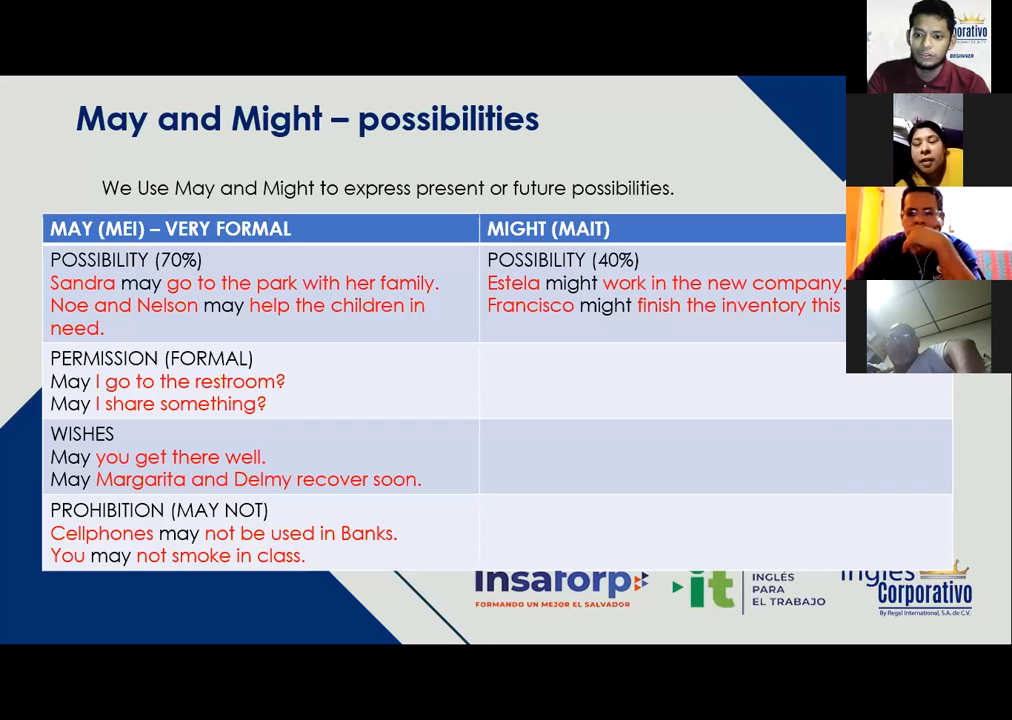 May and Might – possibilities
We Use May and Might to express present or future possibilities.
MAY (MEI) – VERY FORMAL
MIGHT (MAIT)
POSSIBILITY (70%)
Sandra may go to the park with her family.
Noe and Nelson may help the children in
need.
POSSIBILITY (40%)
Estela might work in the new company.
Francisco might finish the inventory this
PERMISSION (FORMAL)
May I go to the restroom?
May I share something?
WISHES
May you get there well.
May Margarita and Delmy recover soon.
PROHIBITION (MAY NOT)
Cellphones may not be used in Banks.
You may not smoke in class.
Insaforp
FORMANDO UN MEJOR EL SALVADOR
it
INGLÉS
PARA
EL TRABAJO
Inglés
Corporativo
By Regal International, S.A. de C.V.
porativo
BEGINNER